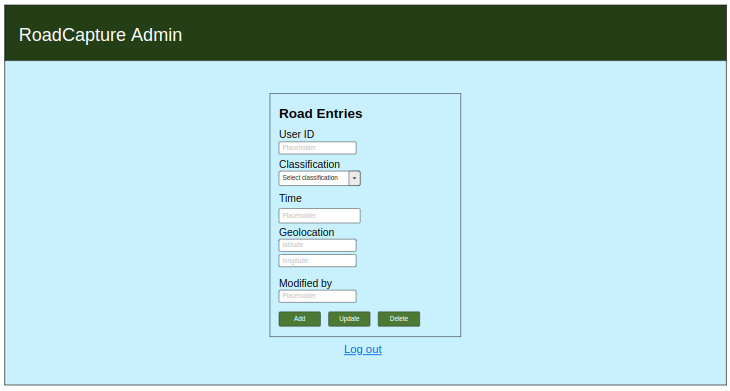 RoadCapture Admin
Road Entries
User ID
Placeholder
Classification
Select classification
Time
Placeholder
Geolocation
latitude
longitude
Modified by
Placeholder
Add Update Delete
Log out